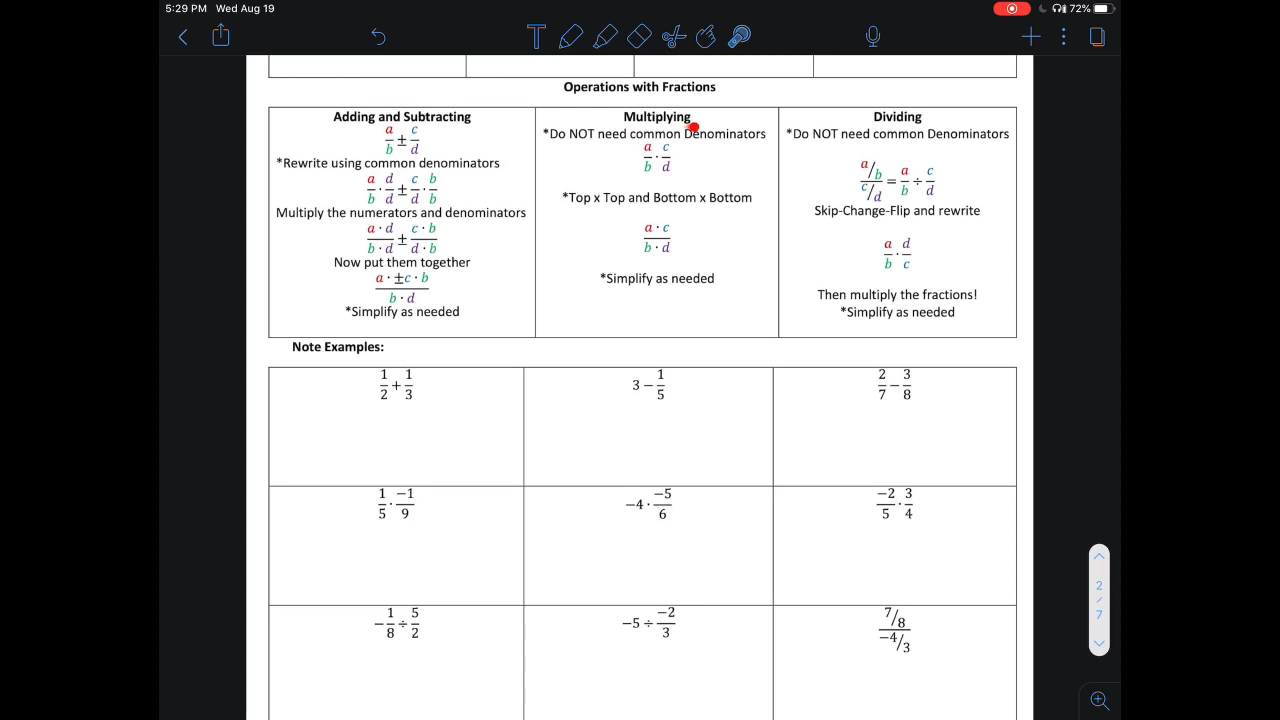 5:29 PM Wed Aug 19
72%
T
Operations with Fractions
Adding and Subtracting
a/b ± c/d
*Rewrite using common denominators
a/b · d/d ± c/d · b/b
Multiply the numerators and denominators
a · d/b · d ± c · b/d · b
Now put them together
a · ±c · b/b · d
*Simplify as needed
Multiplying
*Do NOT need common Denominators
a/b · c/d
*Top x Top and Bottom x Bottom
a · c/b · d
*Simplify as needed
Dividing
*Do NOT need common Denominators
a/b/c/d = a/b ÷ c/d
Skip-Change-Flip and rewrite
a/b · d/c
Then multiply the fractions!
*Simplify as needed
Note Examples:
1/2 + 1/3
3 − 1/5
2/7 − 3/8
1/5 · −1/9
−4 · −5/6
−2/5 · 3/4
−1/8 ÷ 5/2
−5 ÷ −2/3
7/8/−4/3
2
/
7